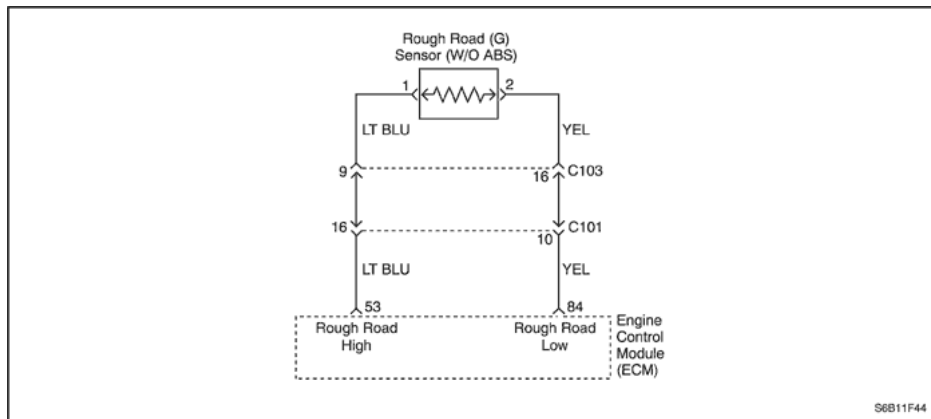 Rough Road (G)
Sensor (W/O ABS)
1
2
LT BLU
YEL
9
16
C103
16
10
C101
LT BLU
YEL
53
84
Rough Road
High
Rough Road
Low
Engine
Control
Module
(ECM)
S6B11F44